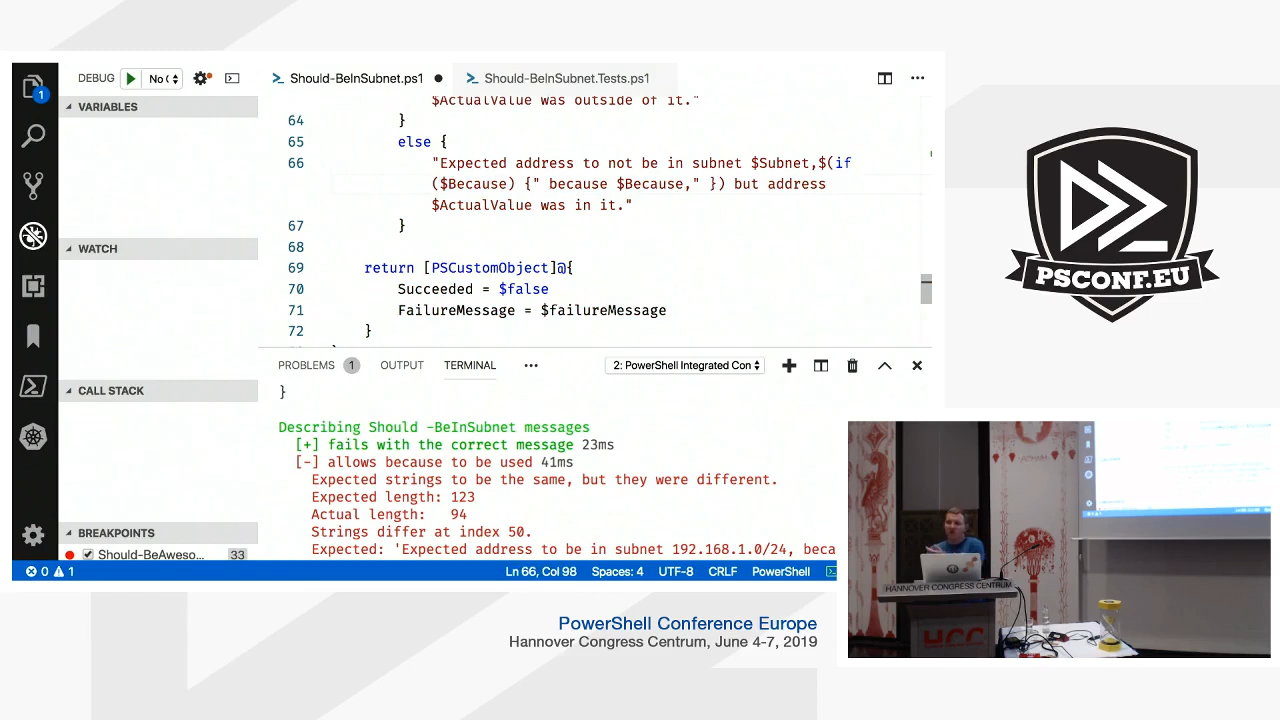 DEBUG No (
Should-BeInSubnet.ps1
Should-BeInSubnet.Tests.ps1
1
VARIABLES
WATCH
CALL STACK
BREAKPOINTS
Should-BeAweso... 33
$ActualValue was outside of it."
64 }
65 else {
66 "Expected address to not be in subnet $Subnet,$(if
($Because) {" because $Because," }) but address
$ActualValue was in it."
67 }
68
69 return [PSCustomObject]@{
70 Succeeded = $false
71 FailureMessage = $failureMessage
72 }
PROBLEMS 1 OUTPUT TERMINAL ••• 2: PowerShell Integrated Con
}
Describing Should -BeInSubnet messages
[+] fails with the correct message 23ms
[-] allows because to be used 41ms
Expected strings to be the same, but they were different.
Expected length: 123
Actual length: 94
Strings differ at index 50.
Expected: 'Expected address to be in subnet 192.168.1.0/24, beca
0 1 Ln 66, Col 98 Spaces: 4 UTF-8 CRLF PowerShell
PSCONF.EU
HANNOVER CONGRESS CENTRUM
HCC
PowerShell Conference Europe
Hannover Congress Centrum, June 4-7, 2019